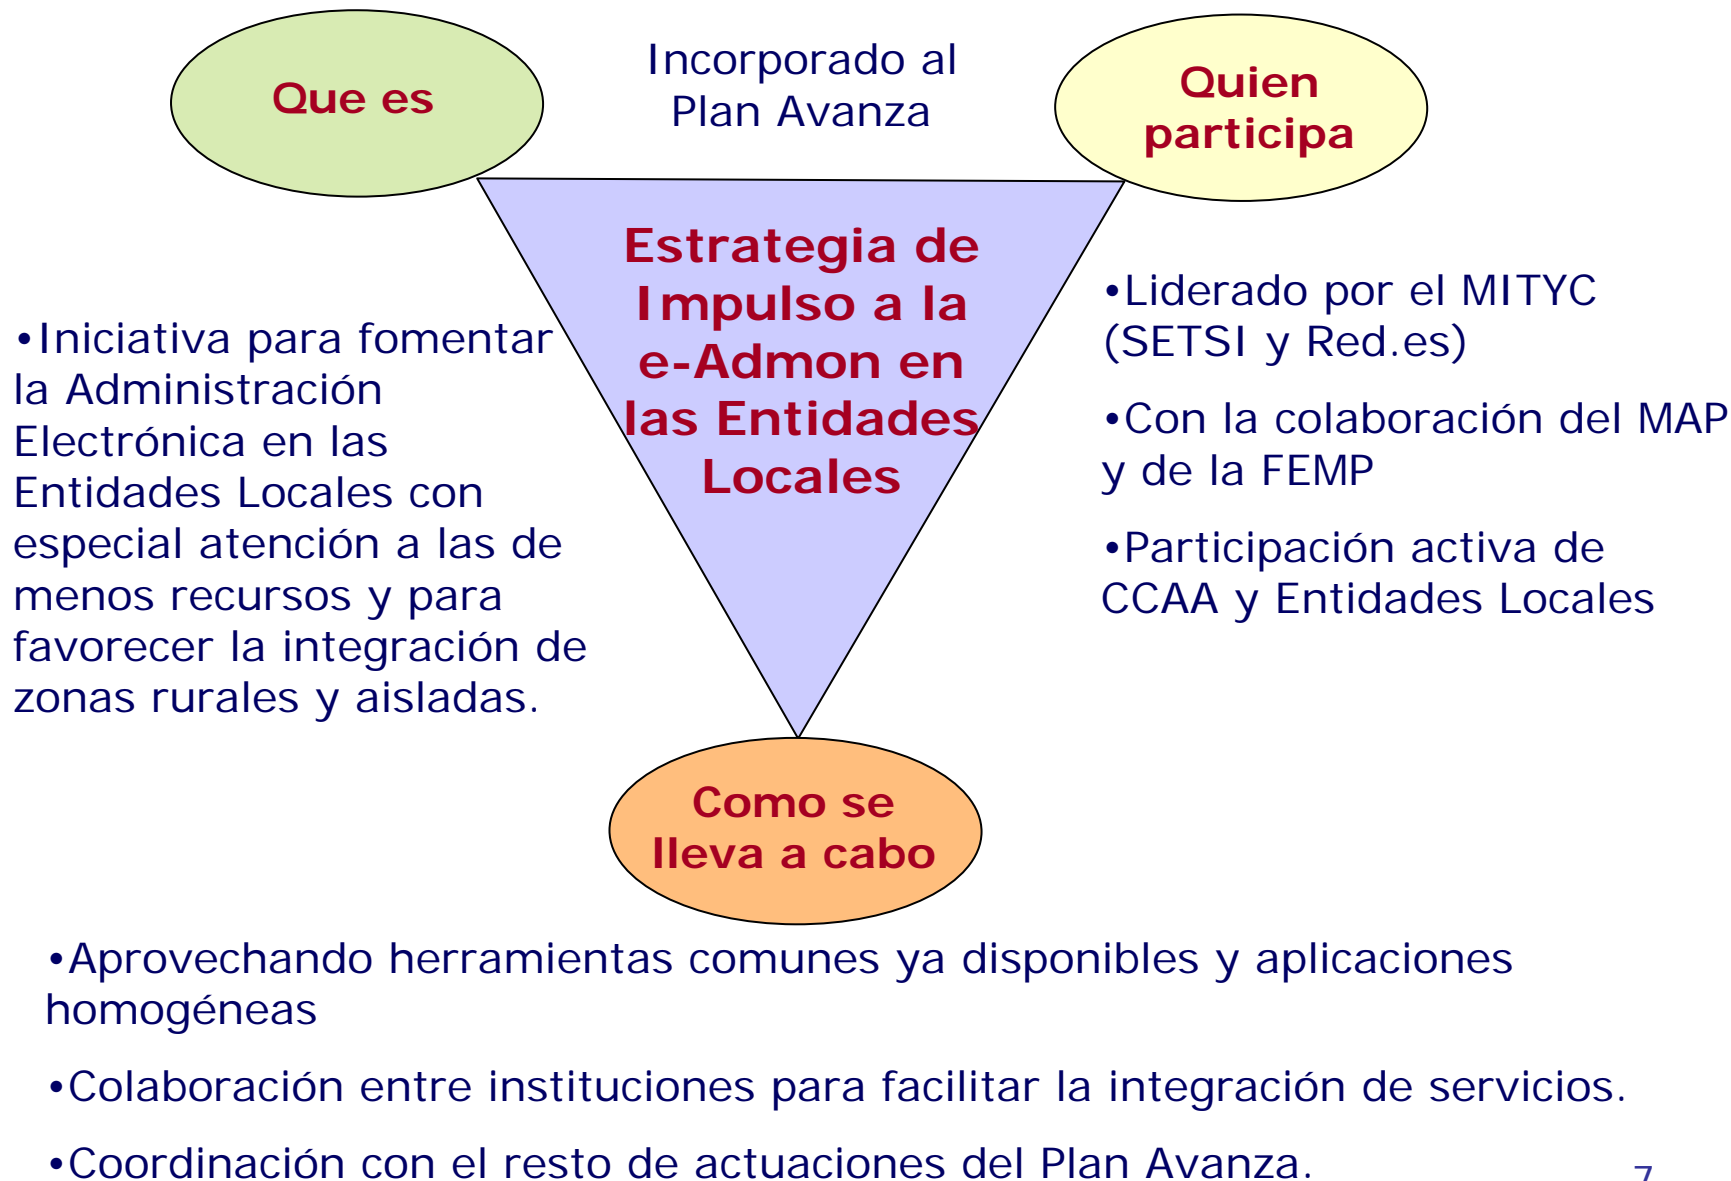 Que es
Incorporado al
Plan Avanza
Quien
participa
Estrategia de
Impulso a la
e-Admon en
las Entidades
Locales
•Iniciativa para fomentar
la Administración
Electrónica en las
Entidades Locales con
especial atención a las de
menos recursos y para
favorecer la integración de
zonas rurales y aisladas.
•Liderado por el MITYC
(SETSI y Red.es)
•Con la colaboración del MAP
y de la FEMP
•Participación activa de
CCAA y Entidades Locales
Como se
lleva a cabo
•Aprovechando herramientas comunes ya disponibles y aplicaciones
homogéneas
•Colaboración entre instituciones para facilitar la integración de servicios.
•Coordinación con el resto de actuaciones del Plan Avanza.
7